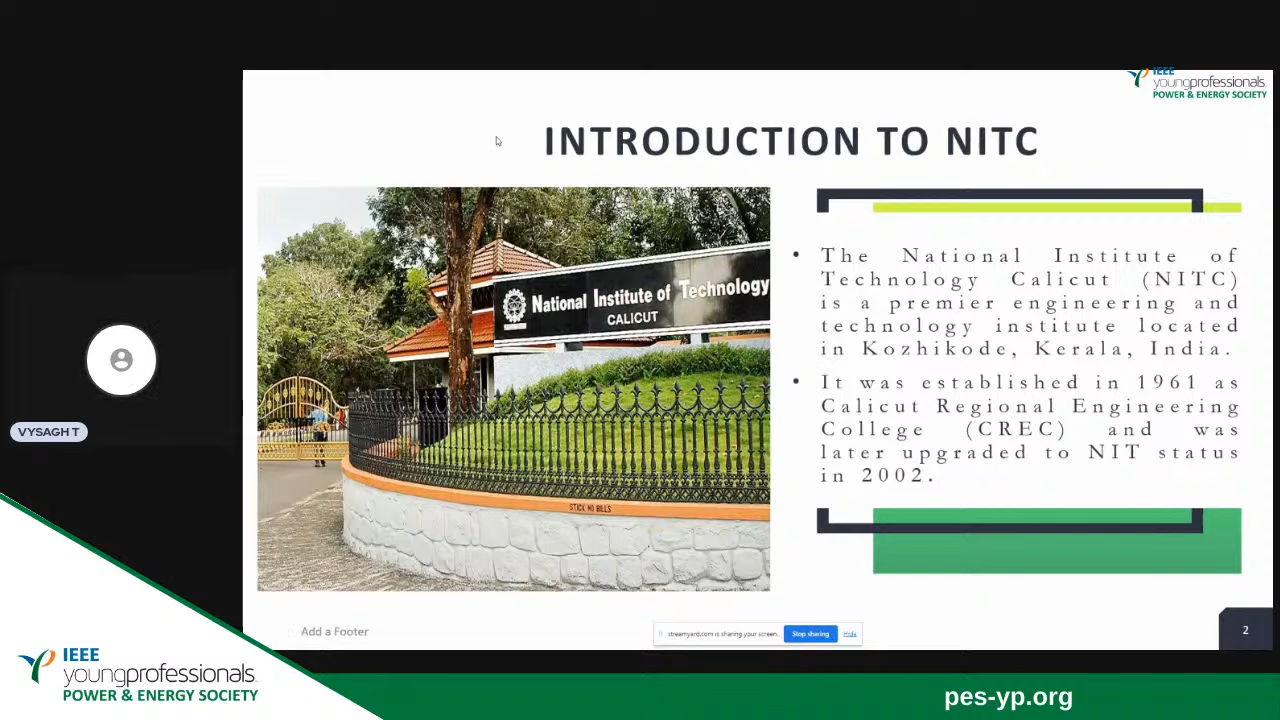 IEEE
youngprofessionals
POWER & ENERGY SOCIETY
INTRODUCTION TO NITC
National Institute of Technology
CALICUT
STICK NO BILLS
• The National Institute of
Technology Calicut (NITC)
is a premier engineering and
technology institute located
in Kozhikode, Kerala, India.
• It was established in 1961 as
Calicut Regional Engineering
College (CREC) and was
later upgraded to NIT status
in 2002.
VYSAGH T
Add a Footer
streamyard.com is sharing your screen.
Stop sharing
Hide
2
IEEE
youngprofessionals
POWER & ENERGY SOCIETY
pes-yp.org